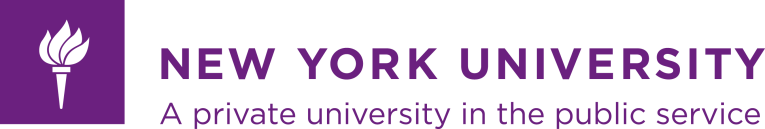 NEW YORK UNIVERSITY
A private university in the public service